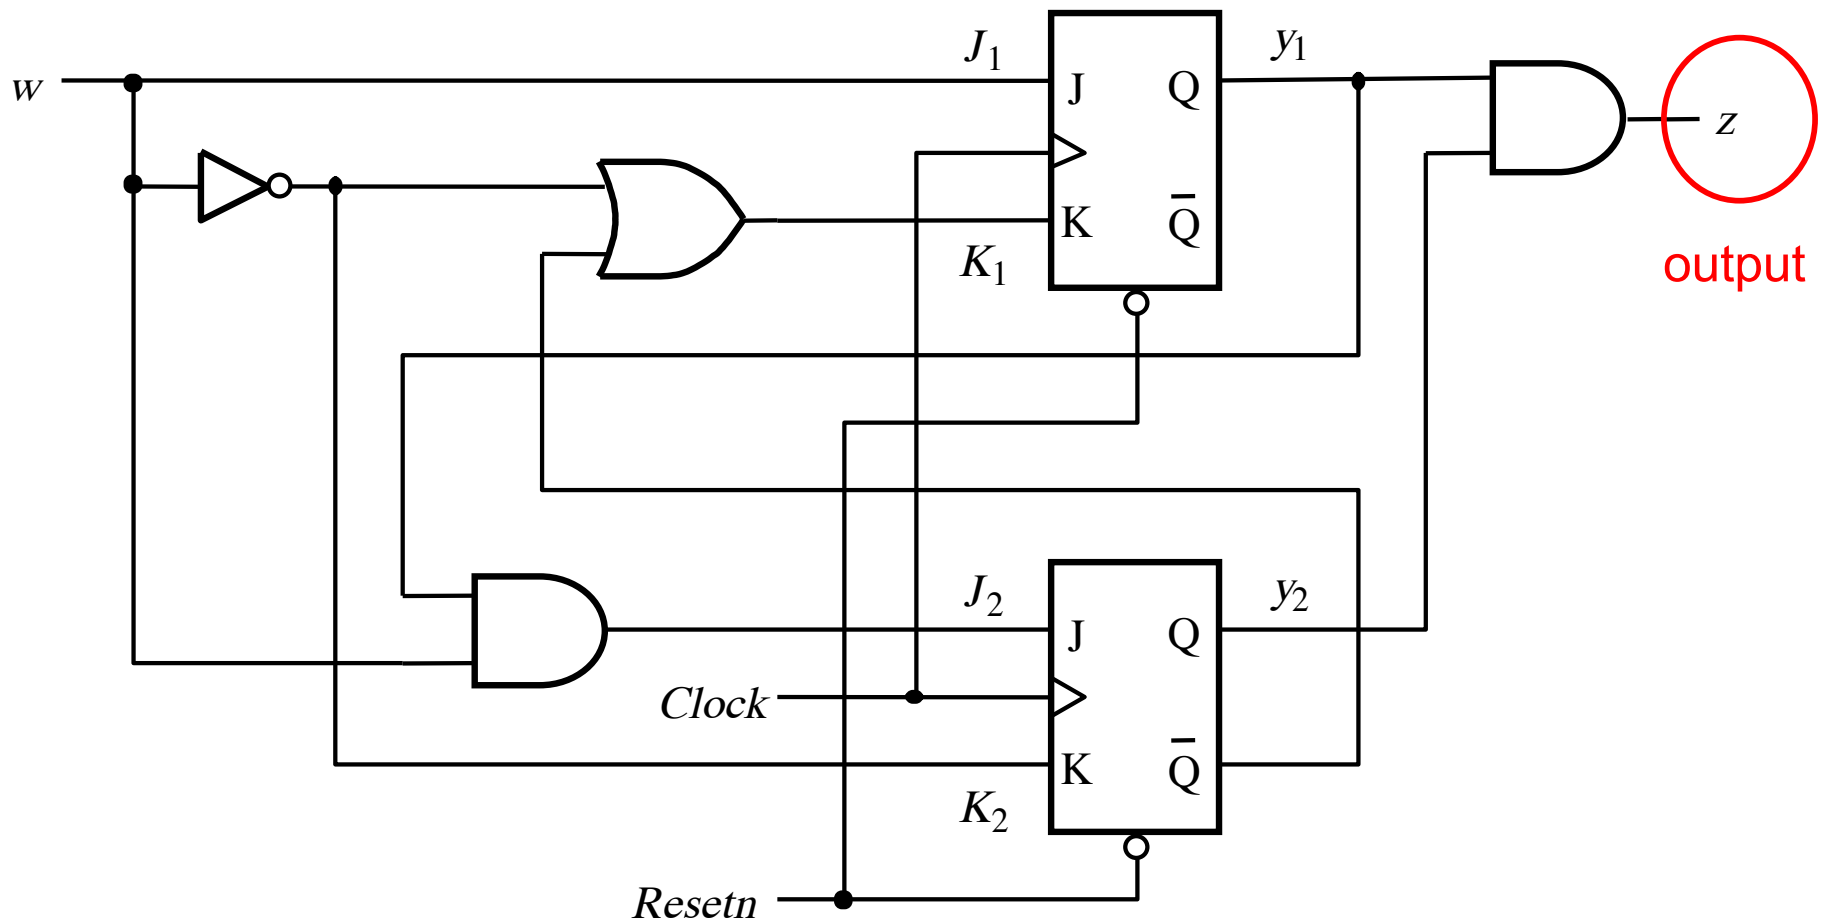 J₁
y₁
w
J
Q
z
K
Q̅
K₁
output
J₂
y₂
J
Q
Clock
K
Q̅
K₂
Resetn